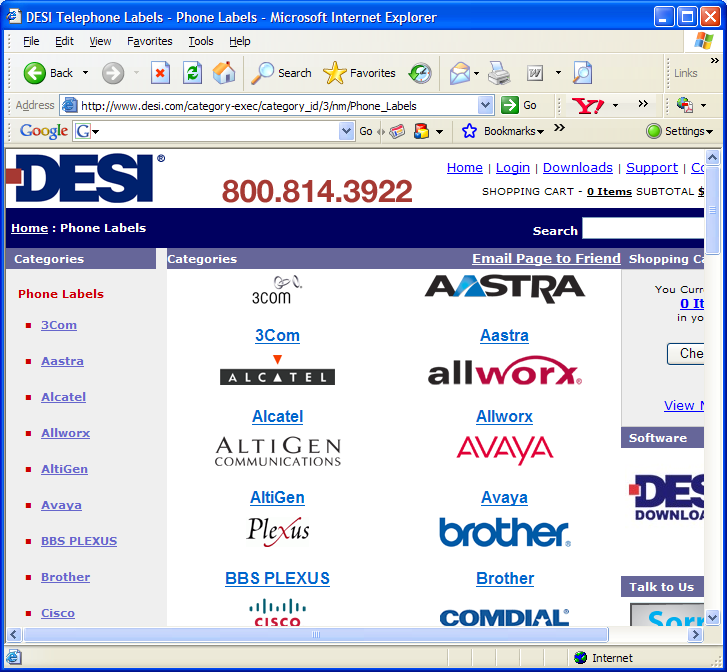 DESI Telephone Labels - Phone Labels - Microsoft Internet Explorer
File Edit View Favorites Tools Help
Back Search Favorites W Links »
Address http://www.desi.com/category-exec/category_id/3/nm/Phone_Labels Go Y! »
Google G Go Bookmarks » Settings
DESI®
800.814.3922
Home | Login | Downloads | Support | Co
SHOPPING CART - 0 Items SUBTOTAL $
Home : Phone Labels
Search
Categories
Phone Labels
3Com
Aastra
Alcatel
Allworx
AltiGen
Avaya
BBS PLEXUS
Brother
Cisco
Categories Email Page to Friend
3COM AASTRA
3Com Aastra
ALCATEL allworx
Alcatel Allworx
ALTIGEN COMMUNICATIONS AVAYA
AltiGen Avaya
Plexus brother
BBS PLEXUS Brother
CISCO COMDIAL
Shopping Ca
You Curr
0 It
in yo
Che
Software
DESI
DOWNLOA
Talk to Us
Sorr
Internet